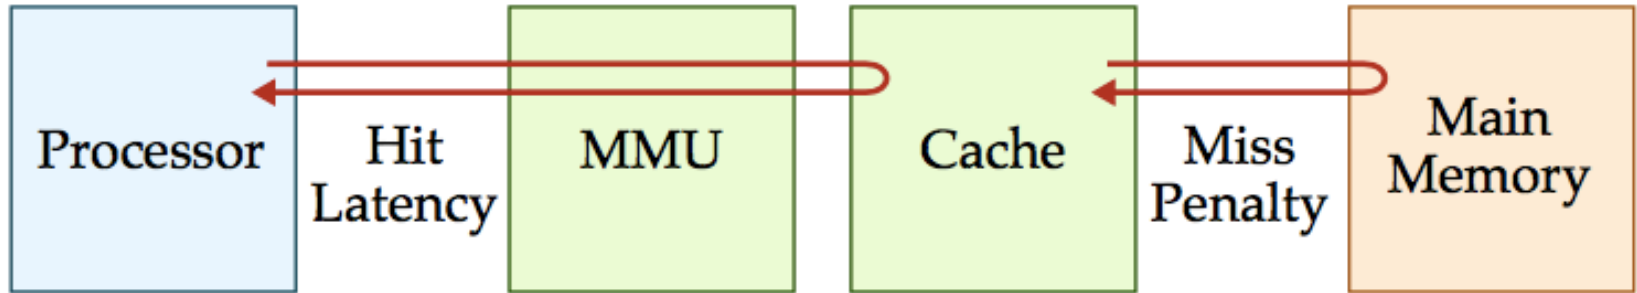 Processor
Hit
Latency
MMU
Cache
Miss
Penalty
Main
Memory